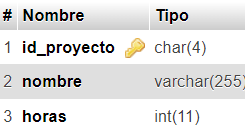 # Nombre Tipo
1 id_proyecto char(4)
2 nombre varchar(255)
3 horas int(11)